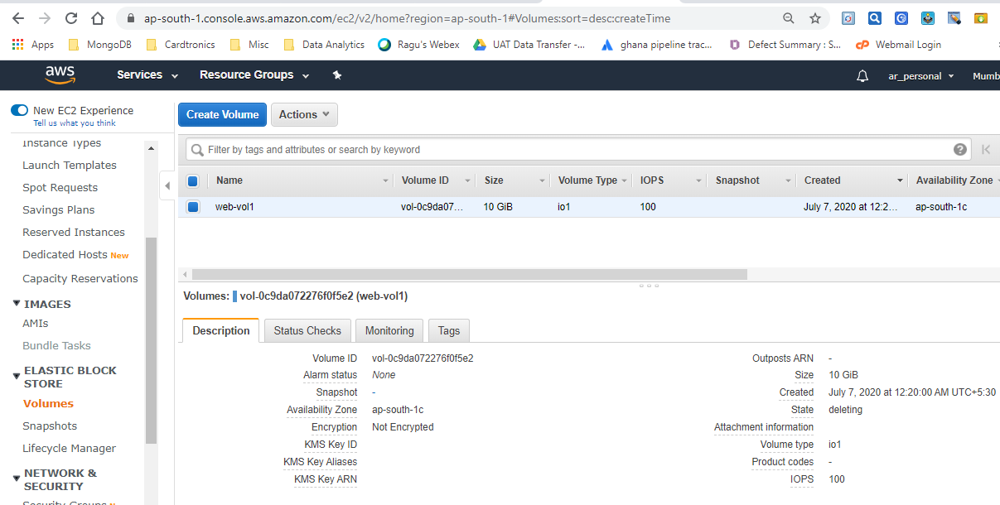 ap-south-1.console.aws.amazon.com/ec2/v2/home?region=ap-south-1#Volumes:sort=desc:createTime
Apps MongoDB Cardtronics Misc Data Analytics Ragu's Webex UAT Data Transfer -... ghana pipeline trac... Defect Summary : S... Webmail Login
aws Services Resource Groups ar_personal Mumb
New EC2 Experience
Tell us what you think
Create Volume Actions
Instance Types
Launch Templates
Spot Requests
Savings Plans
Reserved Instances
Dedicated Hosts New
Capacity Reservations
IMAGES
AMIs
Bundle Tasks
ELASTIC BLOCK
STORE
Volumes
Snapshots
Lifecycle Manager
NETWORK &
SECURITY
Security Groups
Filter by tags and attributes or search by keyword
Name Volume ID Size Volume Type IOPS Snapshot Created Availability Zone
web-vol1 vol-0c9da07... 10 GiB io1 100 July 7, 2020 at 12:2... ap-south-1c
Volumes: vol-0c9da072276f0f5e2 (web-vol1)
Description Status Checks Monitoring Tags
Volume ID vol-0c9da072276f0f5e2
Alarm status None
Snapshot -
Availability Zone ap-south-1c
Encryption Not Encrypted
KMS Key ID
KMS Key Aliases
KMS Key ARN
Outposts ARN -
Size 10 GiB
Created July 7, 2020 at 12:20:00 AM UTC+5:30
State deleting
Attachment information
Volume type io1
Product codes -
IOPS 100